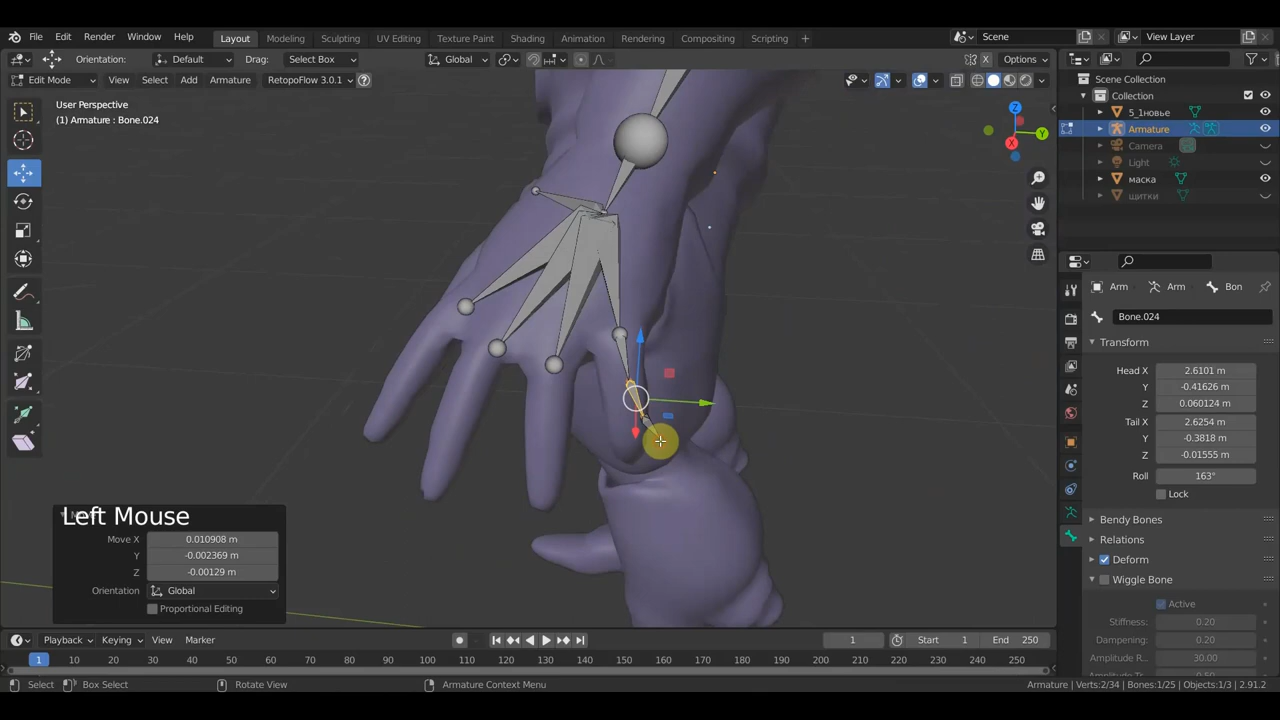 File Edit Render Window Help Layout Modeling Sculpting UV Editing Texture Paint Shading Animation Rendering Compositing Scripting + Scene View Layer
Orientation: Default Drag: Select Box Global X Options
Edit Mode View Select Add Armature RetopoFlow 3.0.1
User Perspective
(1) Armature : Bone.024
Scene Collection
Collection
5_1новье
Armature
Camera
Light
маска
щитки
Arm Arm Bon
Bone.024
Transform
Head X 2.6101 m
Y -0.41626 m
Z 0.060124 m
Tail X 2.6254 m
Y -0.3818 m
Z -0.01555 m
Roll 163°
Lock
Bendy Bones
Relations
Deform
Wiggle Bone
Active
Stiffness: 0.20
Dampening: 0.20
Amplitude R... 30.00
X
Y
Z
Left Mouse
Move X 0.010908 m
Y -0.002369 m
Z -0.00129 m
Orientation Global
Proportional Editing
Playback Keying View Marker 1 Start 1 End 250
1 10 20 30 40 50 60 70 80 90 100 110 120 130 140 150 160 170 180 190 200 210 220 230 240 250
Select Box Select Rotate View Armature Context Menu Armature | Verts:2/34 | Bones:1/25 | Objects:1/3 | 2.91.2